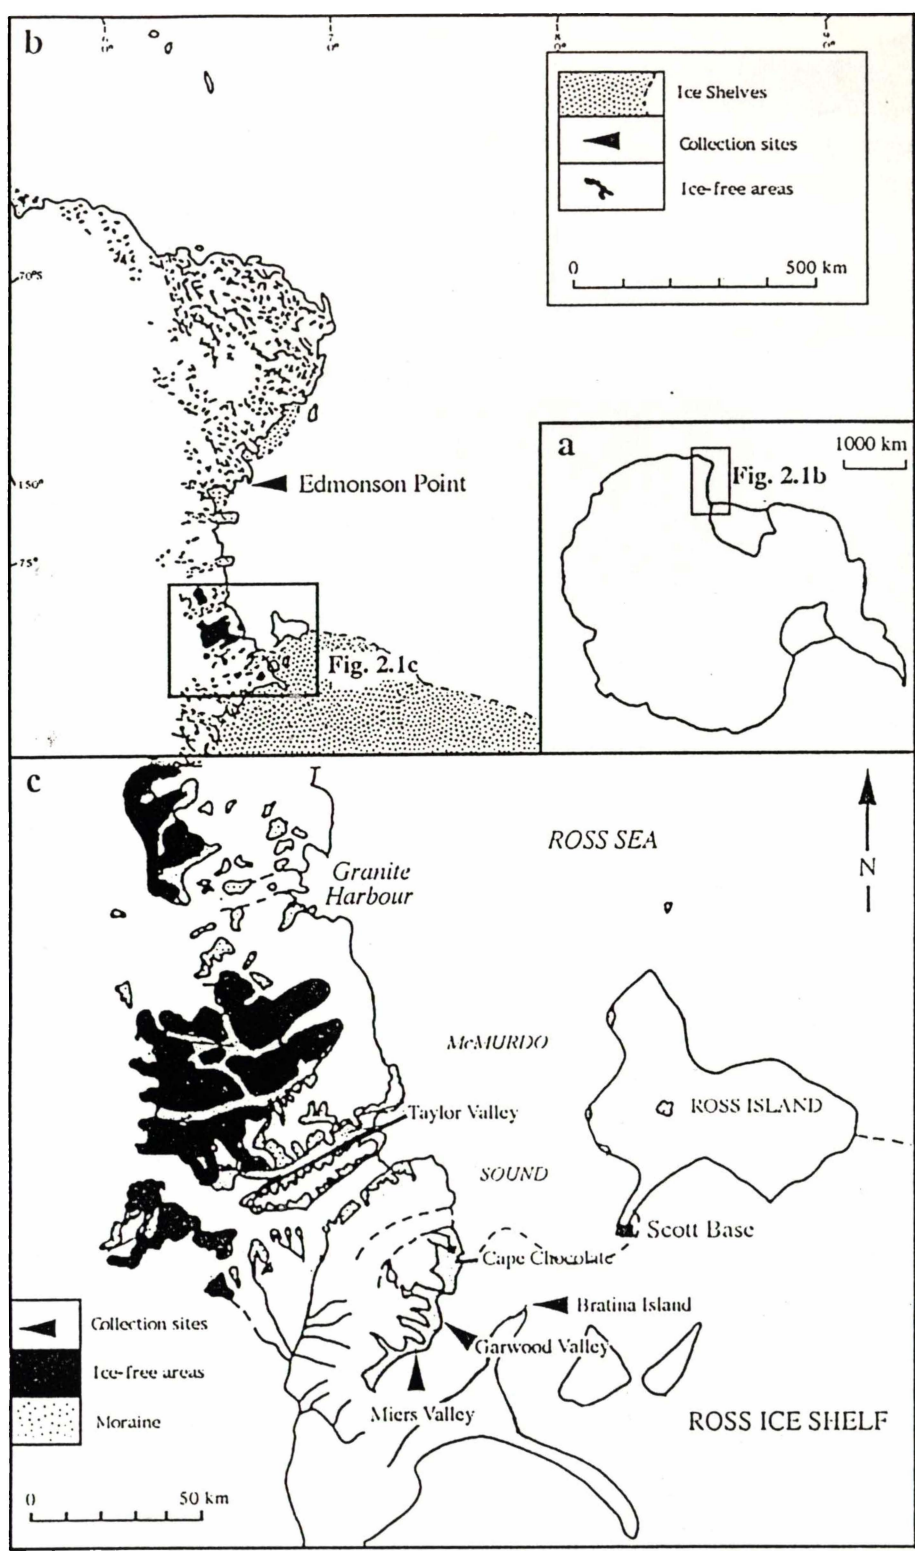 b
Ice Shelves
Collection sites
Ice-free areas
0 500 km
70°S
Edmonson Point
150°
75°
Fig. 2.1c
a
1000 km
Fig. 2.1b
c
ROSS SEA
N
Granite
Harbour
McMURDO
ROSS ISLAND
Taylor Valley
SOUND
Scott Base
Cape Chocolate
Bratina Island
Garwood Valley
Miers Valley
ROSS ICE SHELF
Collection sites
Ice-free areas
Moraine
0 50 km